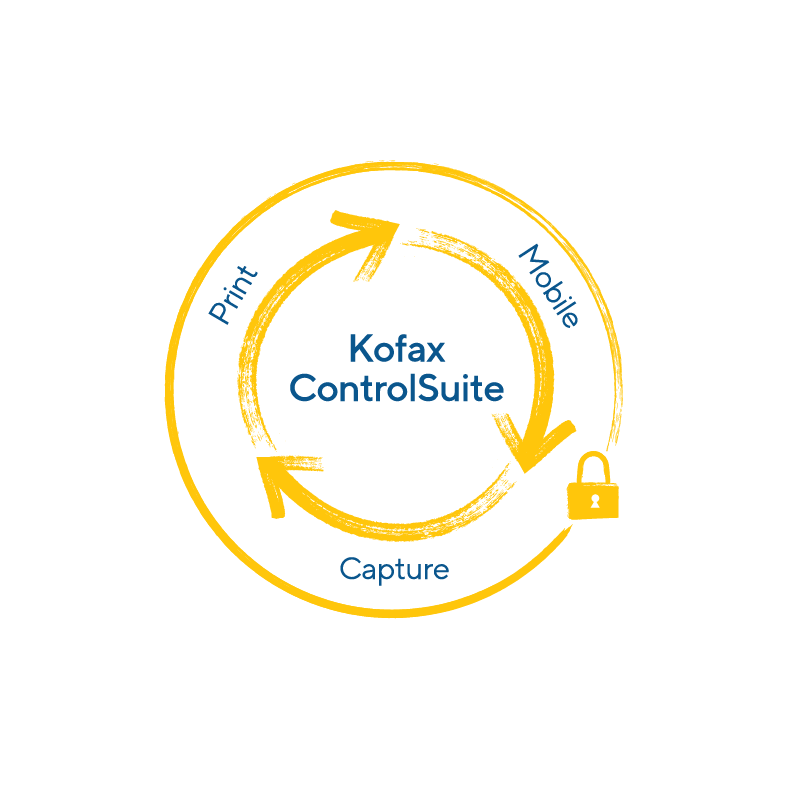 Print
Mobile
Kofax
ControlSuite
Capture